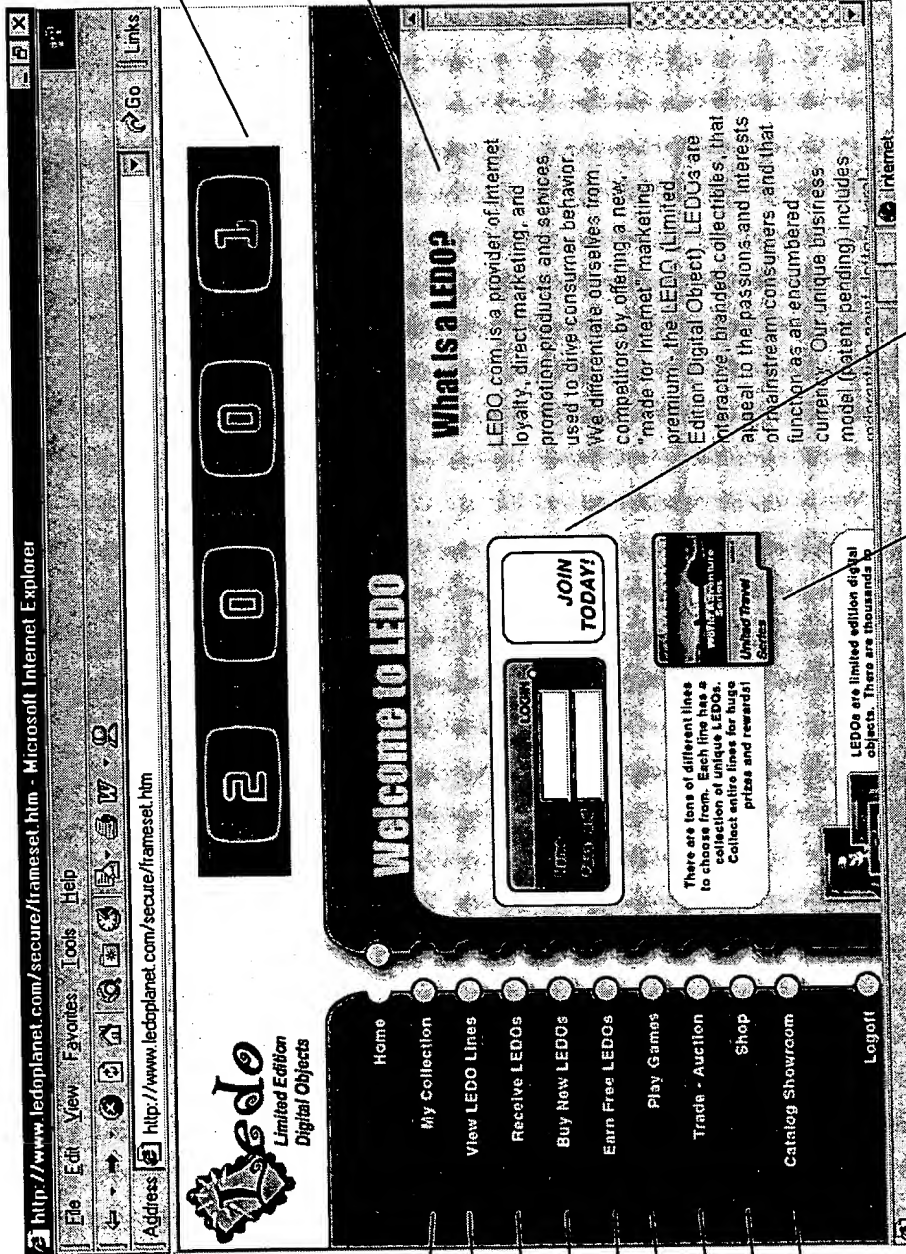 http://www.ledoplanet.com/secure/frameset.htm - Microsoft Internet Explorer
File Edit View Favorites Tools Help
Address http://www.ledoplanet.com/secure/frameset.htm Go Links
ledo
Limited Edition
Digital Objects
2 0 0 1
Home
My Collection
View LEDO Lines
Receive LEDOs
Buy New LEDOs
Earn Free LEDOs
Play Games
Trade - Auction
Shop
Catalog Showroom
Logoff
Welcome to LEDO
LOGIN
JOIN
TODAY!
There are tons of different lines
to choose from. Each line has a
collection of unique LEDOs.
Collect entire lines for huge
prizes and rewards!
World Adventure
Series
United Travel
Series
LEDOs are limited edition digital
objects. There are thousands to
What is a LEDO?
LEDO.com is a provider of Internet
loyalty, direct marketing, and
promotion products and services
used to drive consumer behavior.
We differentiate ourselves from
competitors by offering a new,
"made for Internet" marketing
premium - the LEDO (Limited
Edition Digital Object). LEDOs are
interactive, branded collectibles, that
appeal to the passions and interests
of mainstream consumers, and that
function as an encumbered
currency. Our unique business
model (patent pending) includes
Internet